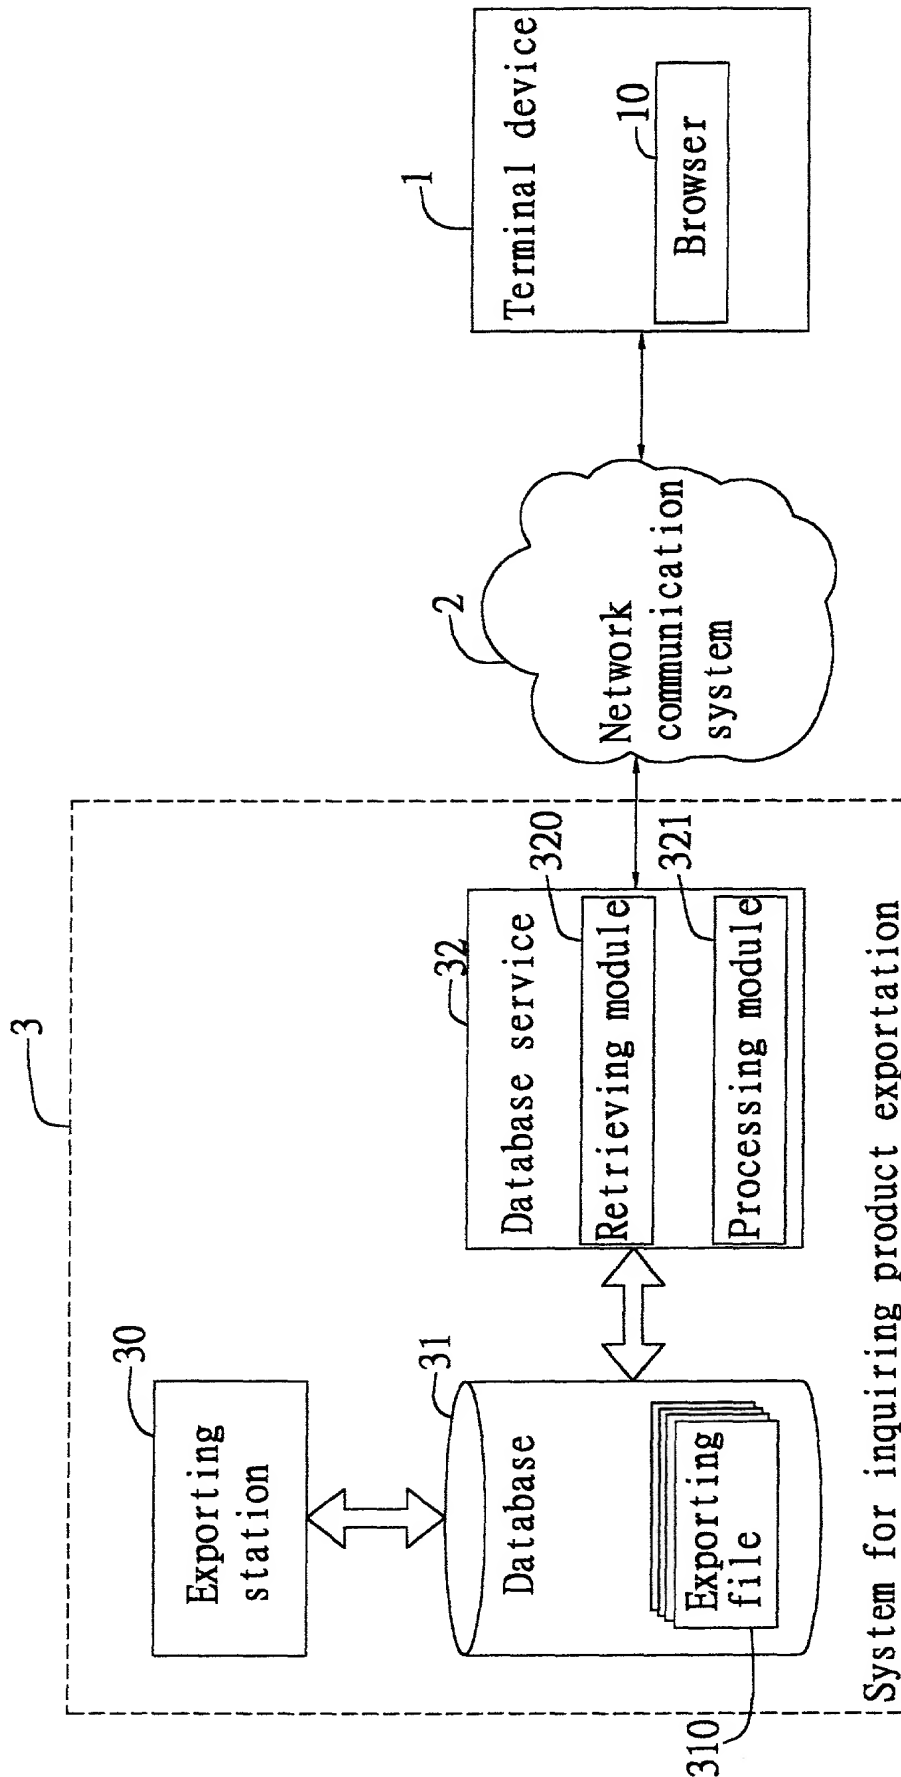 3
30
Exporting
station
31
Database
Exporting
file
310
32
Database service
320
Retrieving module
321
Processing module
System for inquiring product exportation
2
Network
communication
system
1
Terminal device
10
Browser